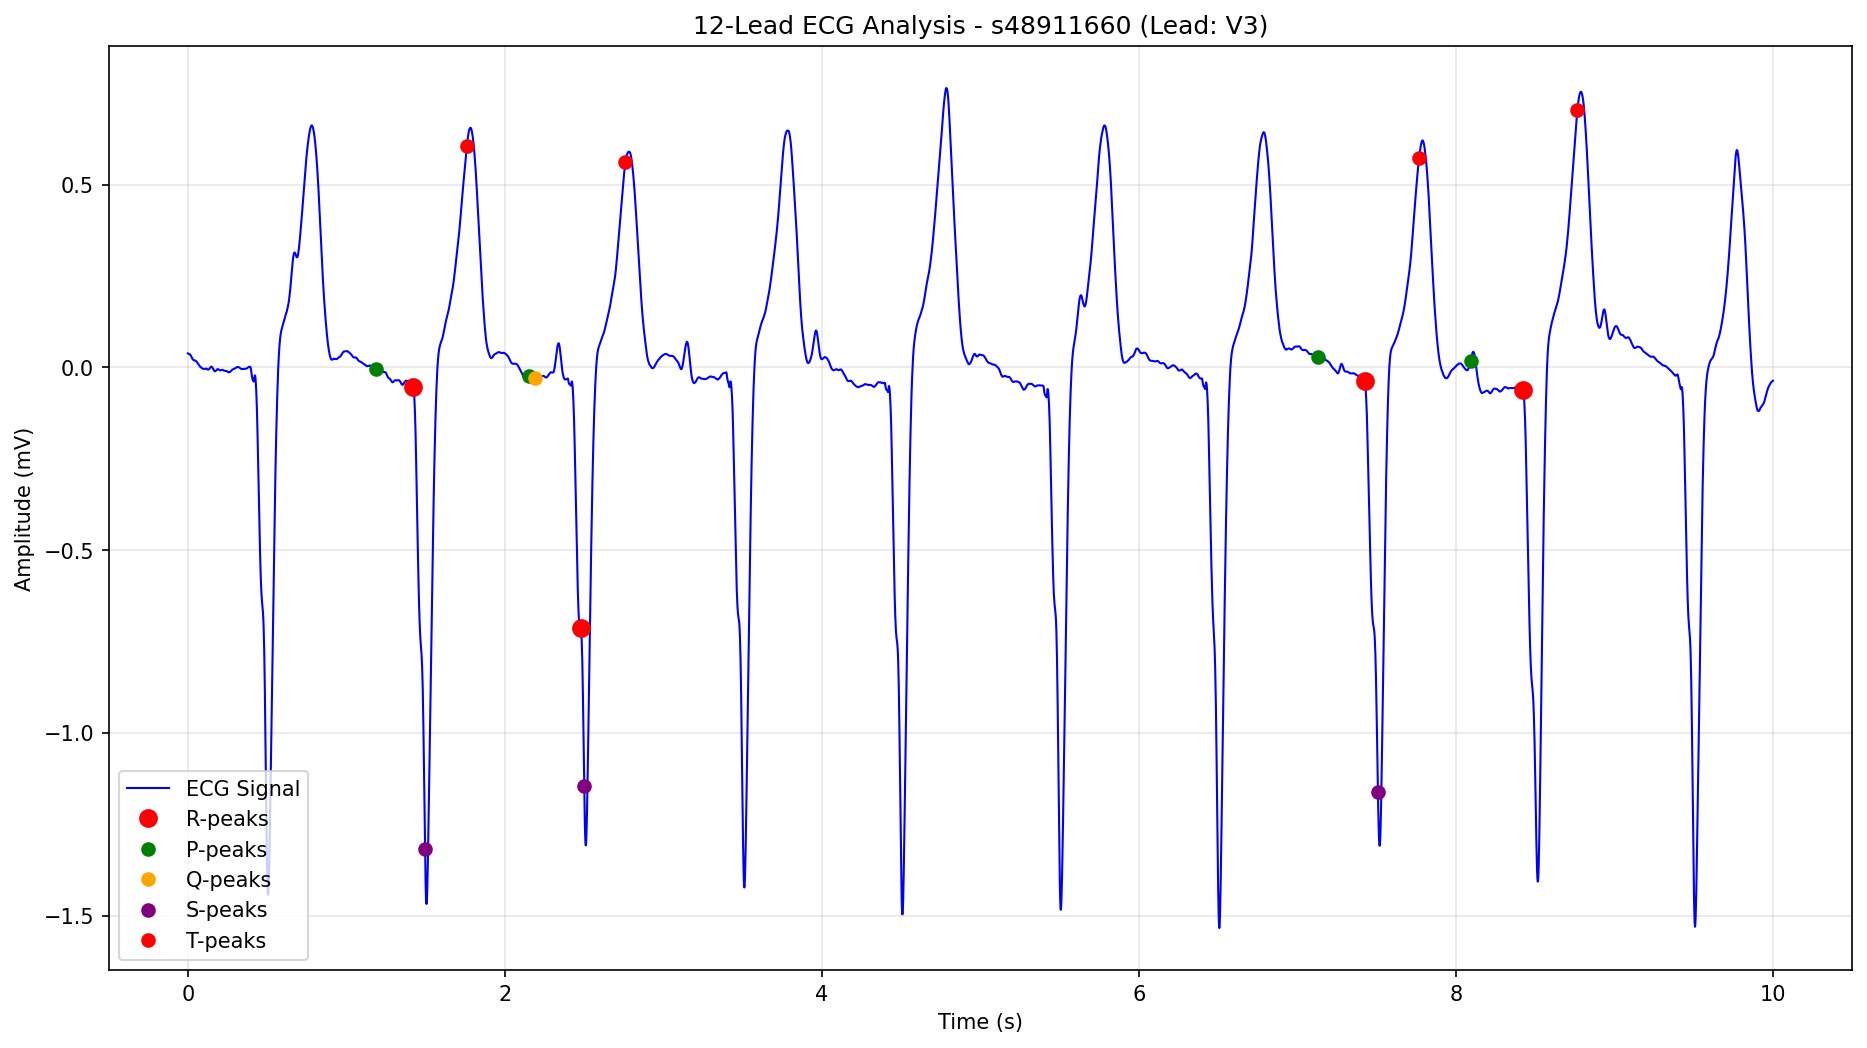 12-Lead ECG Analysis - s48911660 (Lead: V3)
Amplitude (mV)
0.5
0.0
−0.5
−1.0
−1.5
ECG Signal
R-peaks
P-peaks
Q-peaks
S-peaks
T-peaks
0 2 4 6 8 10
Time (s)